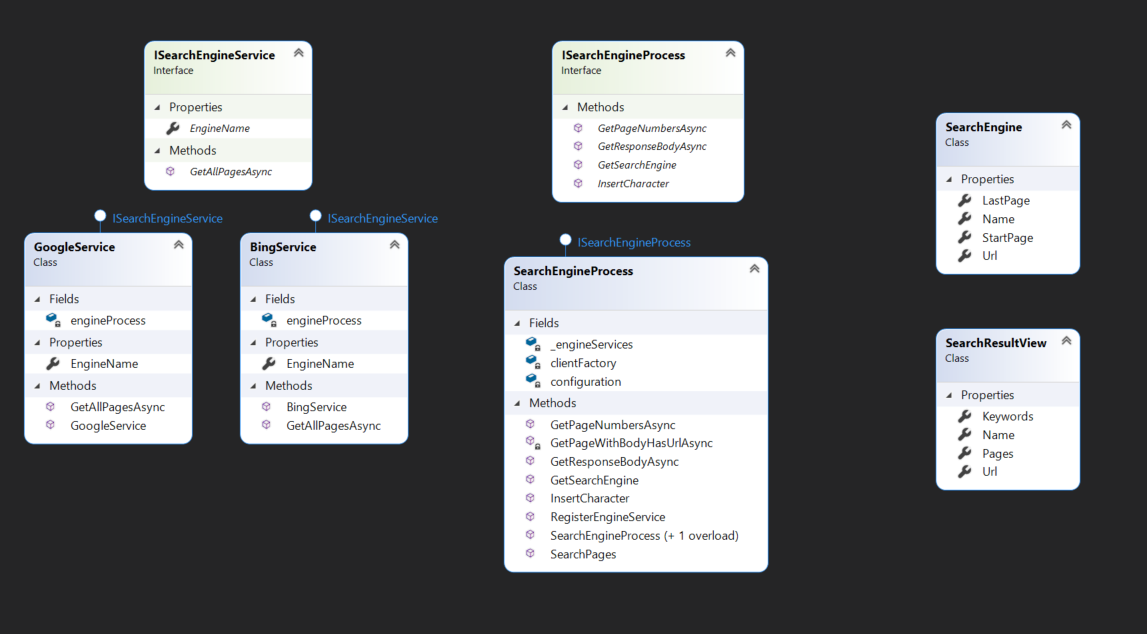 ISearchEngineService
Interface
Properties
EngineName
Methods
GetAllPagesAsync
ISearchEngineProcess
Interface
Methods
GetPageNumbersAsync
GetResponseBodyAsync
GetSearchEngine
InsertCharacter
SearchEngine
Class
Properties
LastPage
Name
StartPage
Url
ISearchEngineService
GoogleService
Class
Fields
engineProcess
Properties
EngineName
Methods
GetAllPagesAsync
GoogleService
ISearchEngineService
BingService
Class
Fields
engineProcess
Properties
EngineName
Methods
BingService
GetAllPagesAsync
ISearchEngineProcess
SearchEngineProcess
Class
Fields
_engineServices
clientFactory
configuration
Methods
GetPageNumbersAsync
GetPageWithBodyHasUrlAsync
GetResponseBodyAsync
GetSearchEngine
InsertCharacter
RegisterEngineService
SearchEngineProcess (+ 1 overload)
SearchPages
SearchResultView
Class
Properties
Keywords
Name
Pages
Url